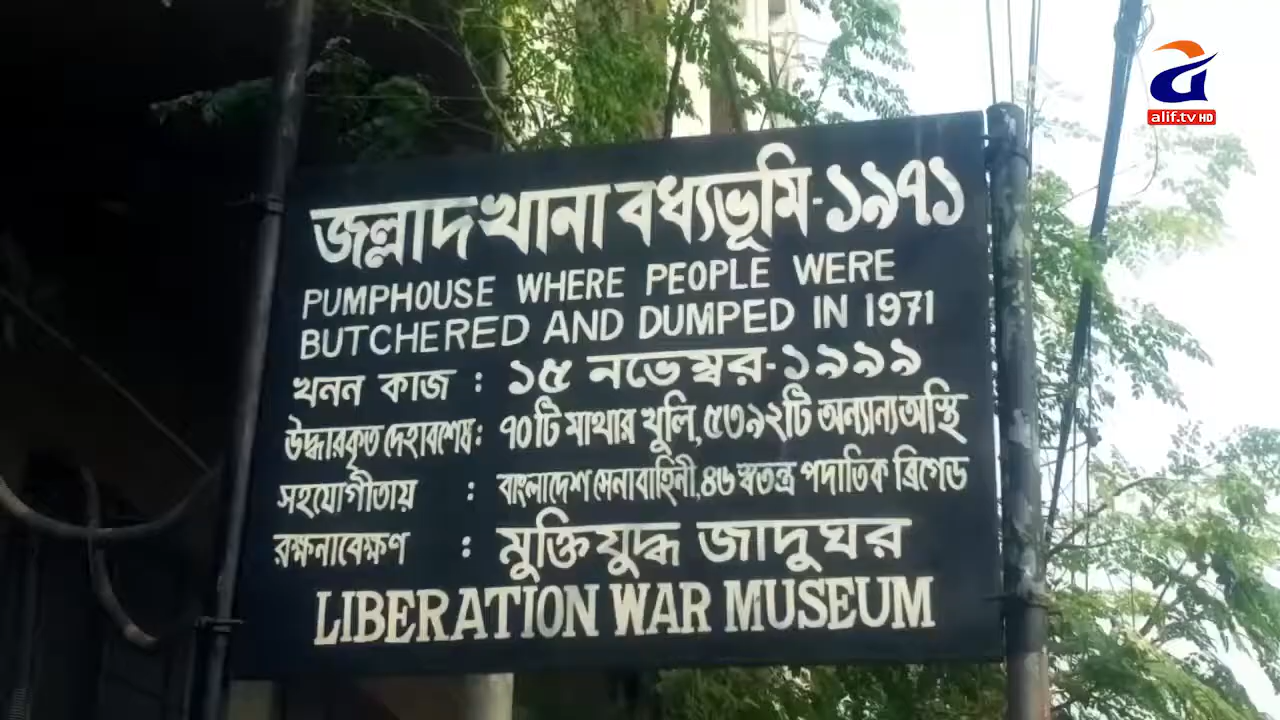 alif.tv HD
জল্লাদখানা বধ্যভূমি-১৯৭১
PUMPHOUSE WHERE PEOPLE WERE
BUTCHERED AND DUMPED IN 1971
খনন কাজ : ১৫ নভেম্বর-১৯৯৯
উদ্ধারকৃত দেহাবশেষ : ৭০টি মাথার খুলি, ৫৩৯২টি অন্যান্য অস্থি
সহযোগীতায় : বাংলাদেশ সেনাবাহিনী, ৪৬ স্বতন্ত্র পদাতিক ব্রিগেড
রক্ষনাবেক্ষণ : মুক্তিযুদ্ধ জাদুঘর
LIBERATION WAR MUSEUM